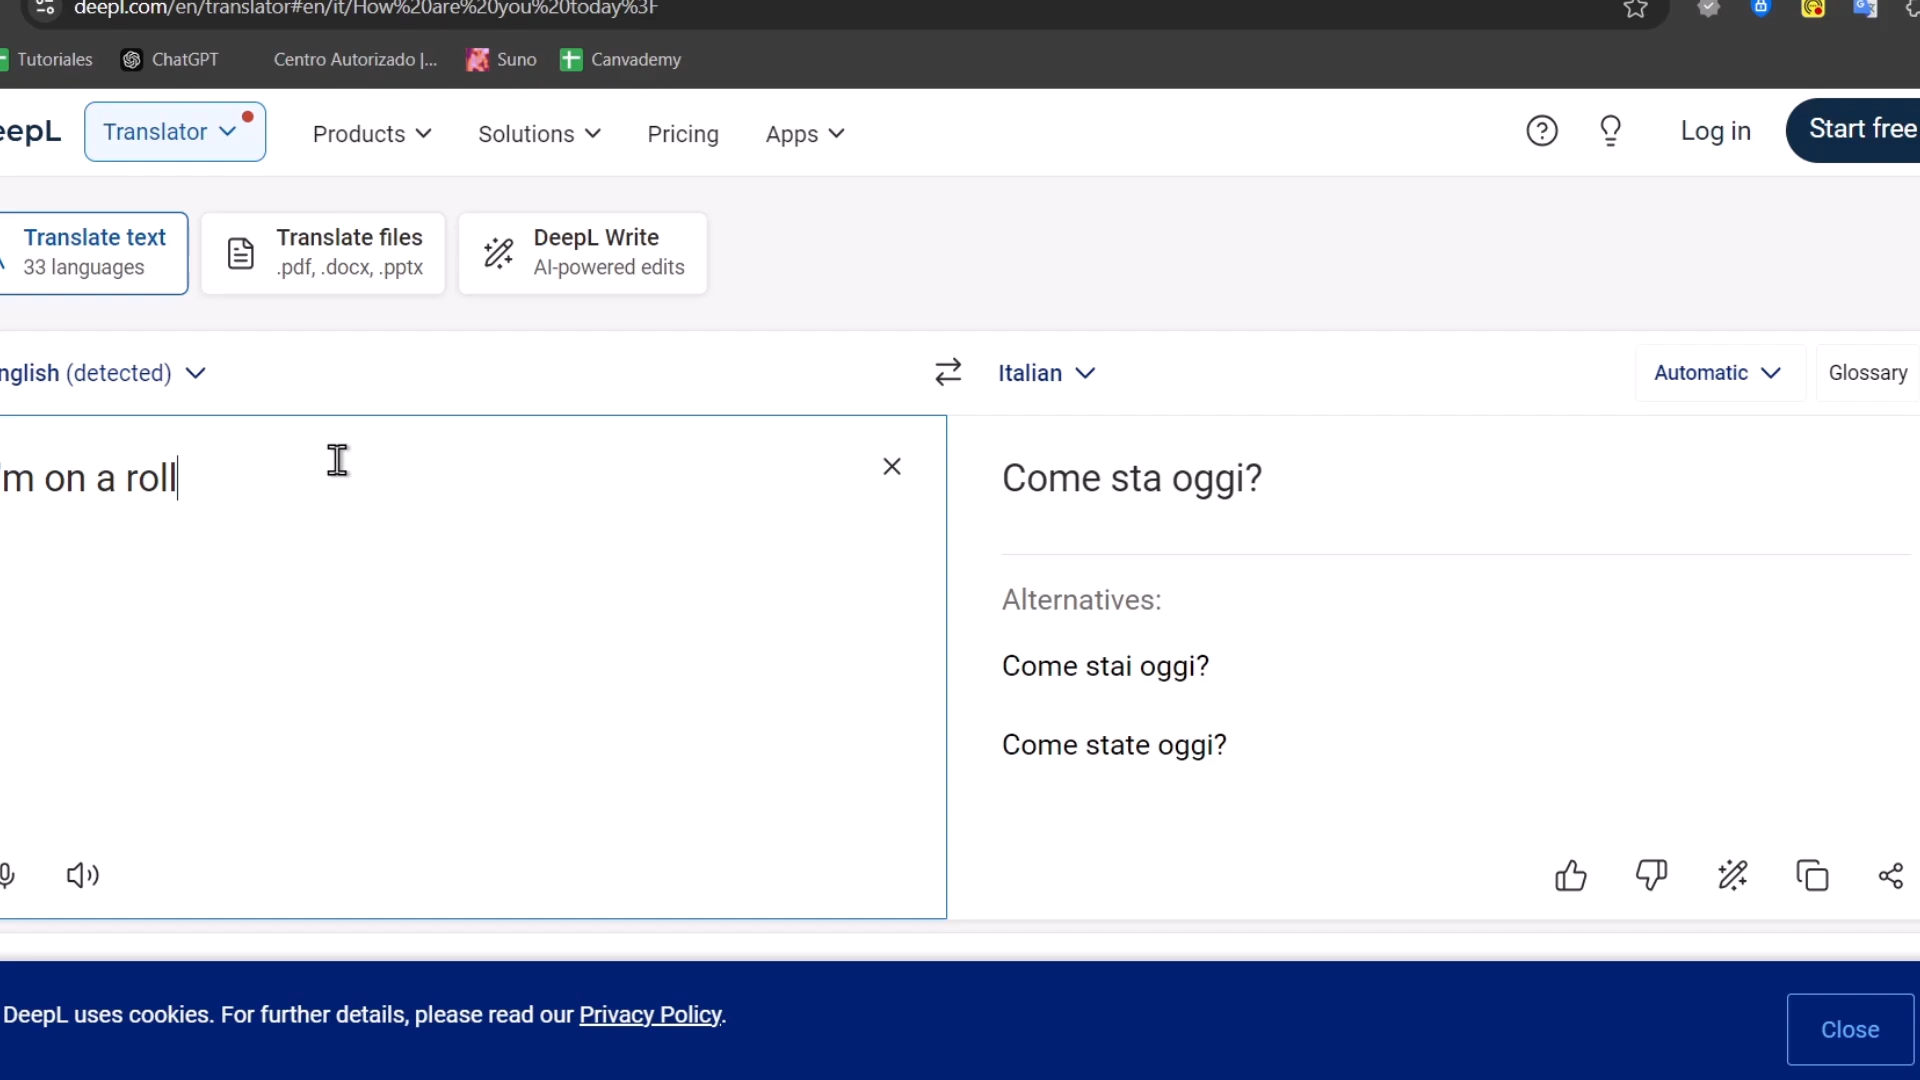 deepl.com/en/translator#en/it/How%20are%20you%20today%3F
Tutoriales ChatGPT Centro Autorizado |... Suno Canvademy
eepL Translator Products Solutions Pricing Apps Log in Start free
Translate text Translate files DeepL Write
33 languages .pdf, .docx, .pptx AI-powered edits
nglish (detected) Italian Automatic Glossary
'm on a roll Come sta oggi?
Alternatives:
Come stai oggi?
Come state oggi?
DeepL uses cookies. For further details, please read our Privacy Policy.
Close